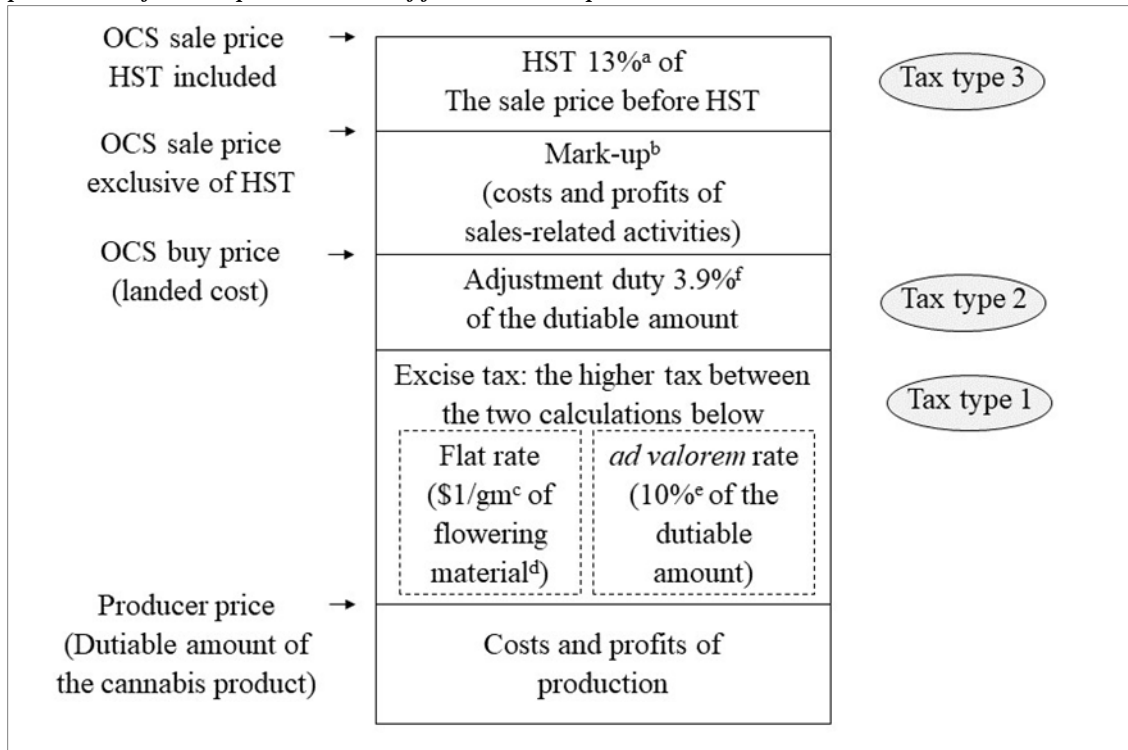 OCS sale price
HST included
HST 13%ᵃ of
The sale price before HST
Tax type 3
OCS sale price
exclusive of HST
Mark-upᵇ
(costs and profits of
sales-related activities)
OCS buy price
(landed cost)
Adjustment duty 3.9%ᶠ
of the dutiable amount
Tax type 2
Excise tax: the higher tax between
the two calculations below
Tax type 1
Flat rate
($1/gmᶜ of
flowering
materialᵈ)
ad valorem rate
(10%ᵉ of the
dutiable
amount)
Producer price
(Dutiable amount of
the cannabis product)
Costs and profits of
production